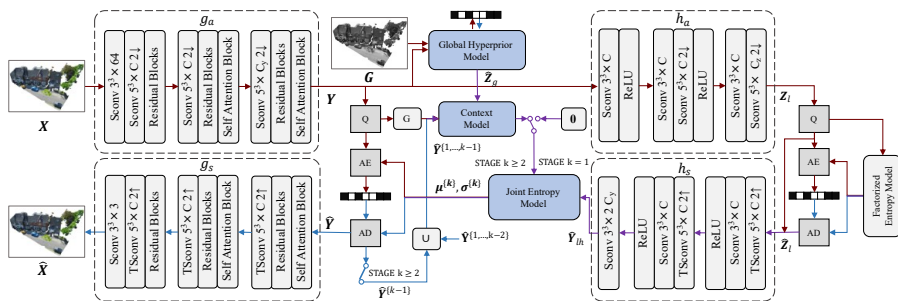 g_a
Sconv 5³ × C 2↓
Sconv 3³ × 64
Residual Blocks
Sconv 5³ × C 2↓
Residual Blocks
Self Attention Block
Sconv 5³ × C_y 2↓
Residual Blocks
Self Attention Block
X
Y
G
Global Hyperprior
Model
Ẑ_g
h_a
Sconv 3³ × C
ReLU
Sconv 3³ × C
Sconv 5³ × C 2↓
ReLU
Sconv 3³ × C
Sconv 5³ × C_z 2↓
Z_l
Q
G
Context
Model
0
Ŷ^{1,...,k−1}
STAGE k ≥ 2
STAGE k = 1
AE
μ^{k}, σ^{k}
Joint Entropy
Model
AD
∪
Ŷ^{1,...,k−2}
STAGE k ≥ 2
Ŷ^{k−1}
Q
AE
AD
Factorized
Entropy Model
Ẑ_l
h_s
Sconv 3³ × 2 C_y
ReLU
Sconv 3³ × C
TSconv 5³ × C 2↑
ReLU
Sconv 3³ × C
TSconv 5³ × C 2↑
Ŷ_lh
g_s
Sconv 3³ × 3
TSconv 5³ × C 2↑
Residual Blocks
TSconv 5³ × C 2↑
Residual Blocks
Self Attention Block
TSconv 5³ × C 2↑
Residual Blocks
Self Attention Block
Ŷ
X̂